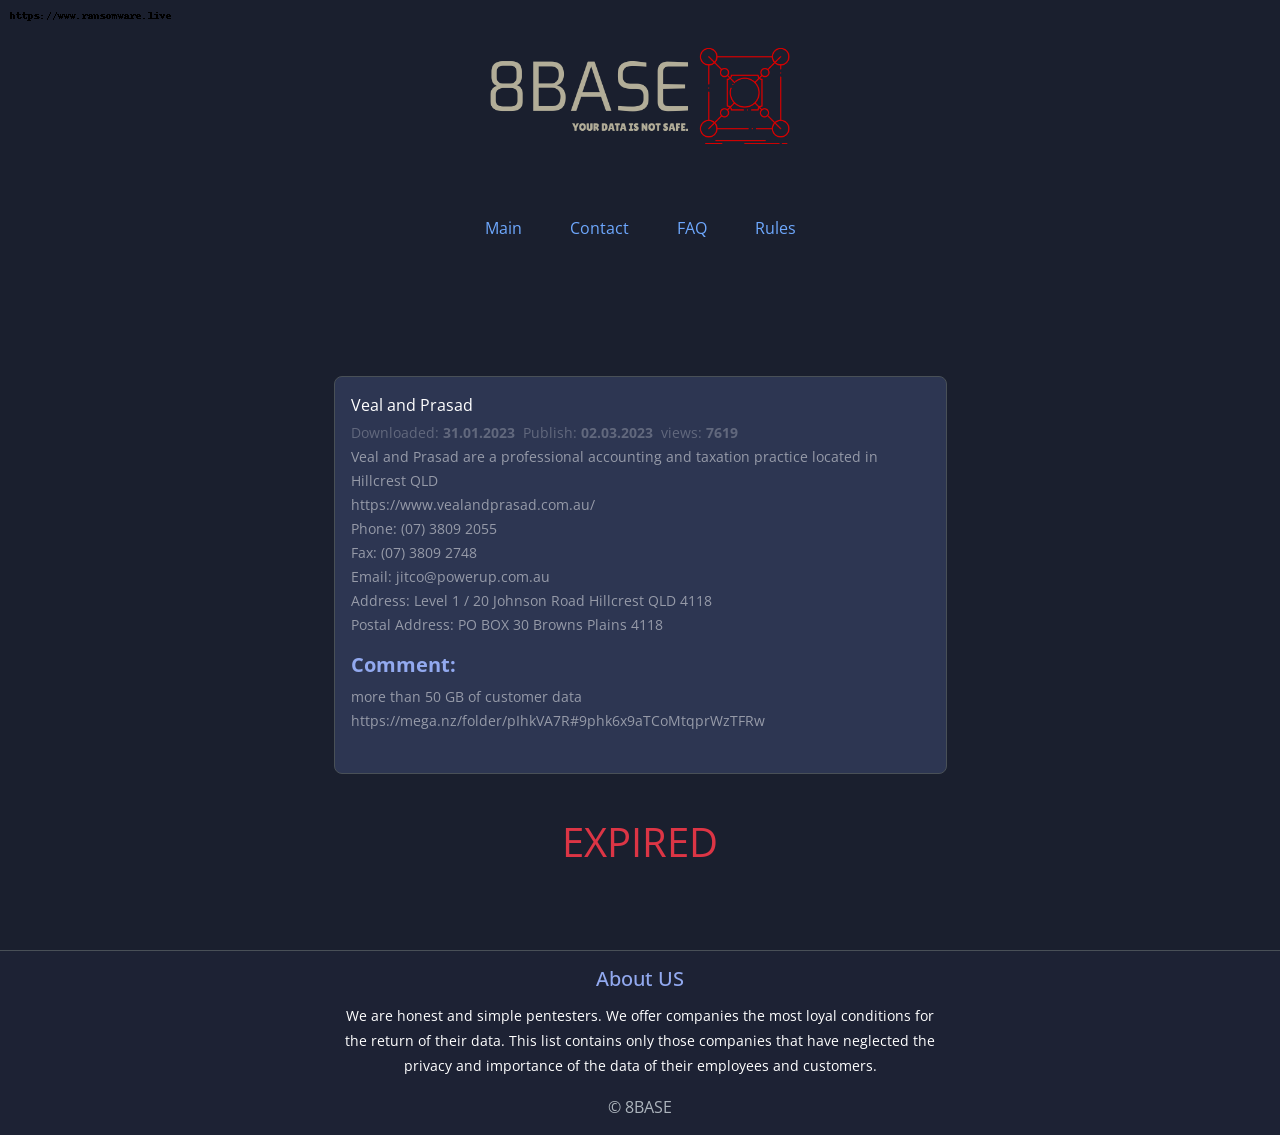 https://www.ransomware.live
8BASE
YOUR DATA IS NOT SAFE.
Main Contact FAQ Rules
Veal and Prasad
Downloaded: 31.01.2023 Publish: 02.03.2023 views: 7619
Veal and Prasad are a professional accounting and taxation practice located in
Hillcrest QLD
https://www.vealandprasad.com.au/
Phone: (07) 3809 2055
Fax: (07) 3809 2748
Email: jitco@powerup.com.au
Address: Level 1 / 20 Johnson Road Hillcrest QLD 4118
Postal Address: PO BOX 30 Browns Plains 4118
Comment:
more than 50 GB of customer data
https://mega.nz/folder/pIhkVA7R#9phk6x9aTCoMtqprWzTFRw
EXPIRED
About US
We are honest and simple pentesters. We offer companies the most loyal conditions for
the return of their data. This list contains only those companies that have neglected the
privacy and importance of the data of their employees and customers.
© 8BASE